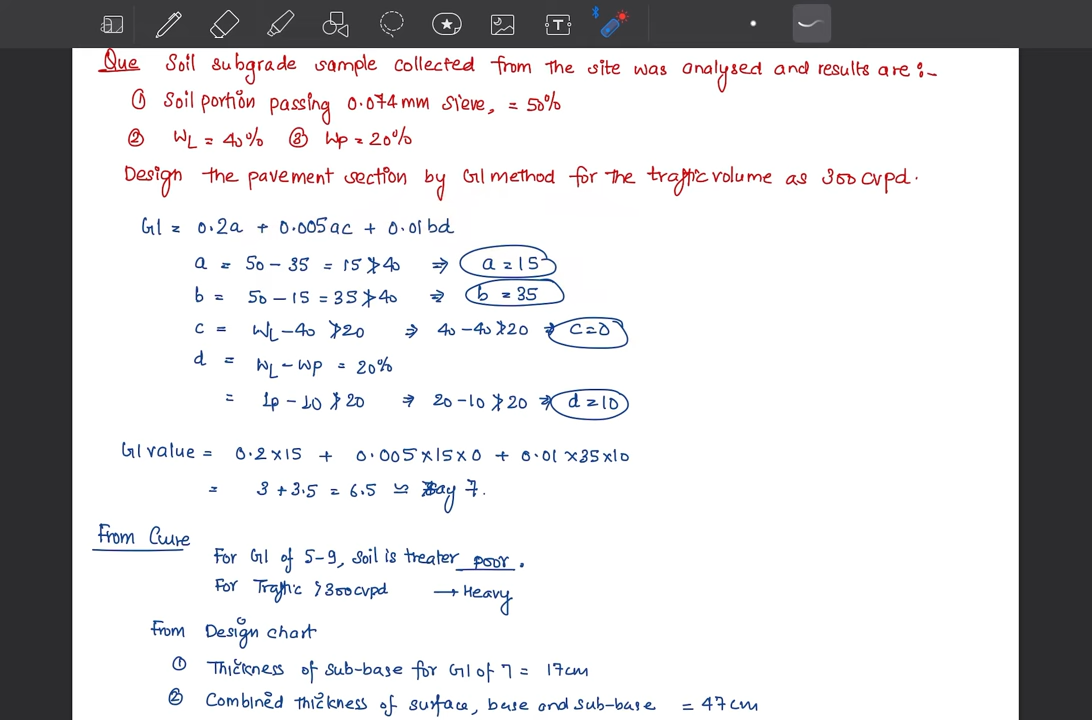 Que Soil subgrade sample collected from the site was analysed and results are :-
① Soil portion passing 0.074mm sieve, = 50%
② WL = 40% ③ Wp = 20%
Design the pavement section by GI method for the traffic volume as 300 cvpd.
GI = 0.2a + 0.005ac + 0.01bd
a = 50 - 35 = 15 ≯ 40 ⇒ a = 15
b = 50 - 15 = 35 ≯ 40 ⇒ b = 35
c = WL - 40 ≯ 20 ⇒ 40 - 40 ≯ 20 ⇒ c = 0
d = WL - Wp = 20%
= Ip - 10 ≯ 20 ⇒ 20 - 10 ≯ 20 ⇒ d = 10
GI value = 0.2 × 15 + 0.005 × 15 × 0 + 0.01 × 35 × 10
= 3 + 3.5 = 6.5 ≃ say 7.
From Cure
For GI of 5-9, soil is treater poor.
For Traffic > 300 cvpd → Heavy
From Design chart
① Thickness of sub-base for GI of 7 = 17cm
② Combined thickness of surface, base and sub-base = 47 cm